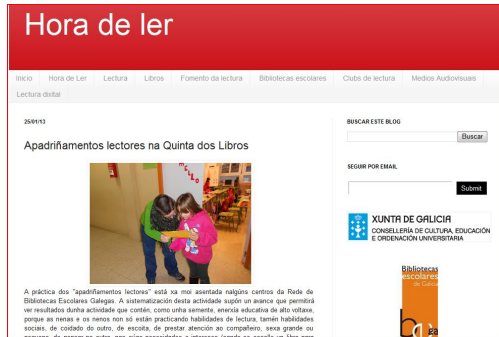 Hora de ler
Inicio Hora de Ler Lectura Libros Fomento da lectura Bibliotecas escolares Clubs de lectura Medios Audiovisuais
Lectura dixital
25/01/13
Apadriñamentos lectores na Quinta dos Libros
A práctica dos "apadriñamentos lectores" está xa moi asentada nalgúns centros da Rede de
Bibliotecas Escolares Galegas. A sistematización desta actividade supón un avance que permitirá
ver resultados dunha actividade que contén, como unha semente, enerxía educativa de alto voltaxe,
porque as nenas e os nenos non só están practicando habilidades de lectura, tamén habilidades
sociais, de coidado do outro, de escoita, de prestar atención ao compañeiro, sexa grande ou
BUSCAR ESTE BLOG
Buscar
SEGUIR POR EMAIL
Submit
XUNTA DE GALICIA
CONSELLERÍA DE CULTURA, EDUCACIÓN
E ORDENACIÓN UNIVERSITARIA
Bibliotecas
escolares
de Galicia